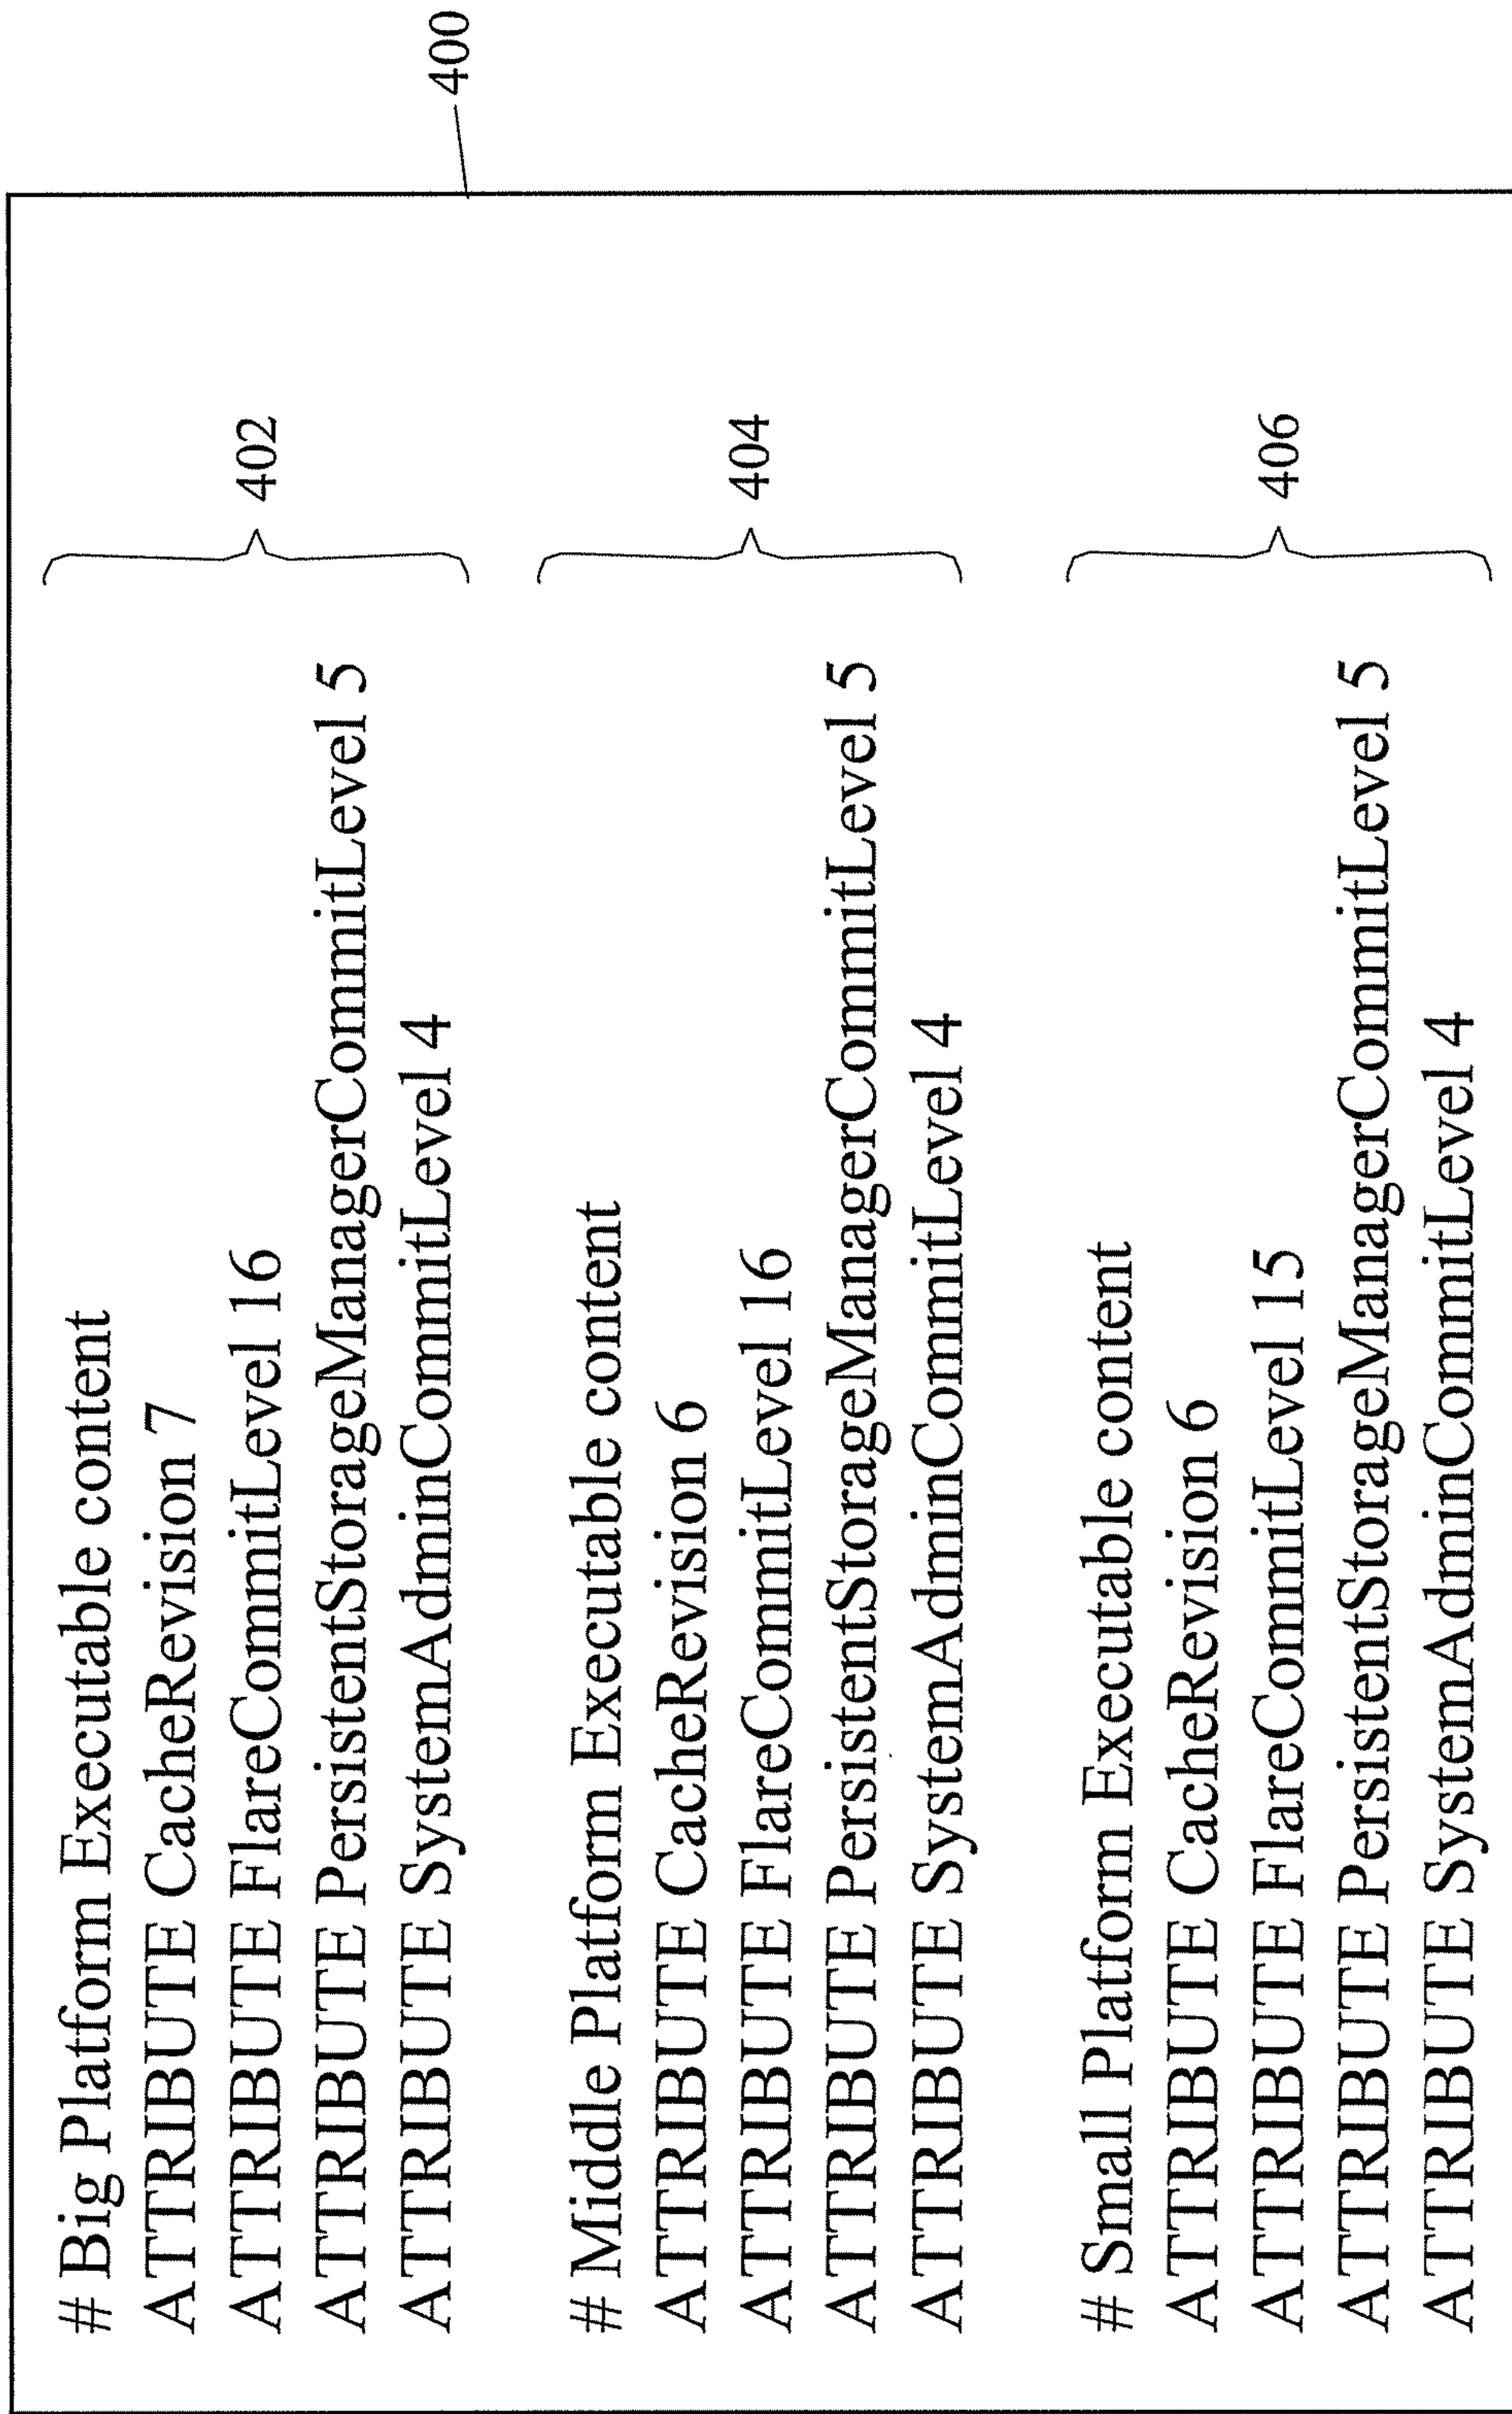 400
# Big Platform Executable content
ATTRIBUTE CacheRevision 7
ATTRIBUTE FlareCommitLevel 16
ATTRIBUTE PersistentStorageManagerCommitLevel 5
ATTRIBUTE SystemAdminCommitLevel 4
402
# Middle Platform Executable content
ATTRIBUTE CacheRevision 6
ATTRIBUTE FlareCommitLevel 16
ATTRIBUTE PersistentStorageManagerCommitLevel 5
ATTRIBUTE SystemAdminCommitLevel 4
404
# Small Platform Executable content
ATTRIBUTE CacheRevision 6
ATTRIBUTE FlareCommitLevel 15
ATTRIBUTE PersistentStorageManagerCommitLevel 5
ATTRIBUTE SystemAdminCommitLevel 4
406